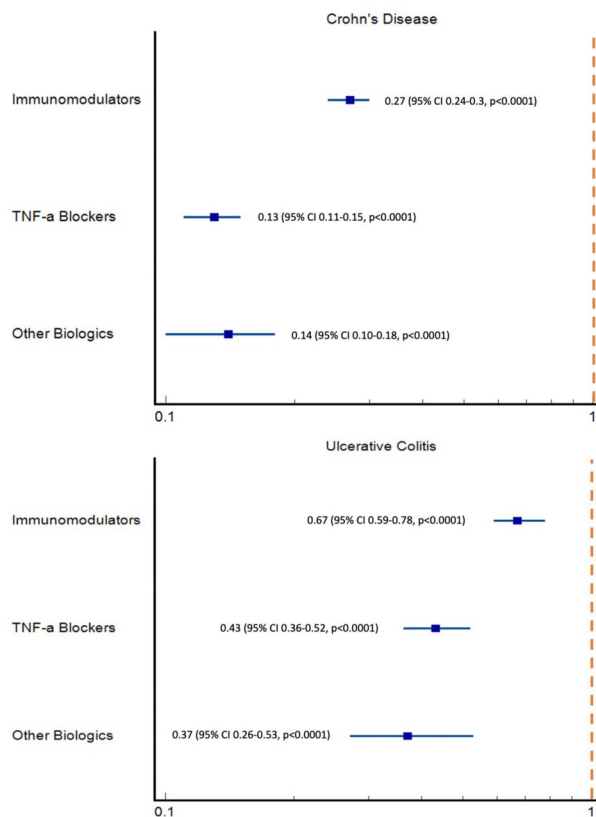 Crohn's Disease
Immunomodulators
0.27 (95% CI 0.24-0.3, p<0.0001)
TNF-a Blockers
0.13 (95% CI 0.11-0.15, p<0.0001)
Other Biologics
0.14 (95% CI 0.10-0.18, p<0.0001)
0.1 1
Ulcerative Colitis
Immunomodulators
0.67 (95% CI 0.59-0.78, p<0.0001)
TNF-a Blockers
0.43 (95% CI 0.36-0.52, p<0.0001)
Other Biologics
0.37 (95% CI 0.26-0.53, p<0.0001)
0.1 1